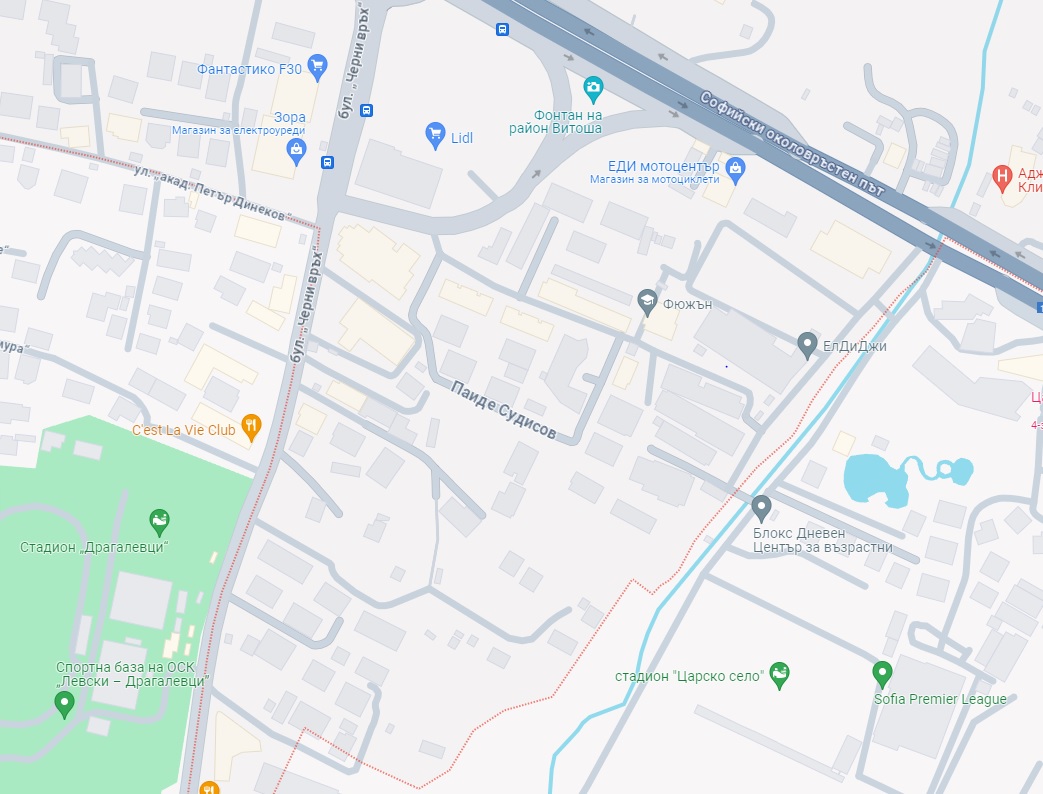 бул. „Черни връх“
Фантастико F30
Зора
Магазин за електроуреди
Lidl
Фонтан на
район Витоша
Софийски околовръстен път
ЕДИ мотоцентър
Магазин за мотоциклети
H
Адж
Кли
ул. „акад. Петър Динеков“
бул. „Черни връх“
Фюжън
ЕлДиДжи
мура“
Паиде Судисов
C'est La Vie Club
Ц
4-з
Стадион „Драгалевци“
Блокс Дневен
Център за възрастни
Спортна база на ОСК
„Левски – Драгалевци“
стадион "Царско село"
Sofia Premier League